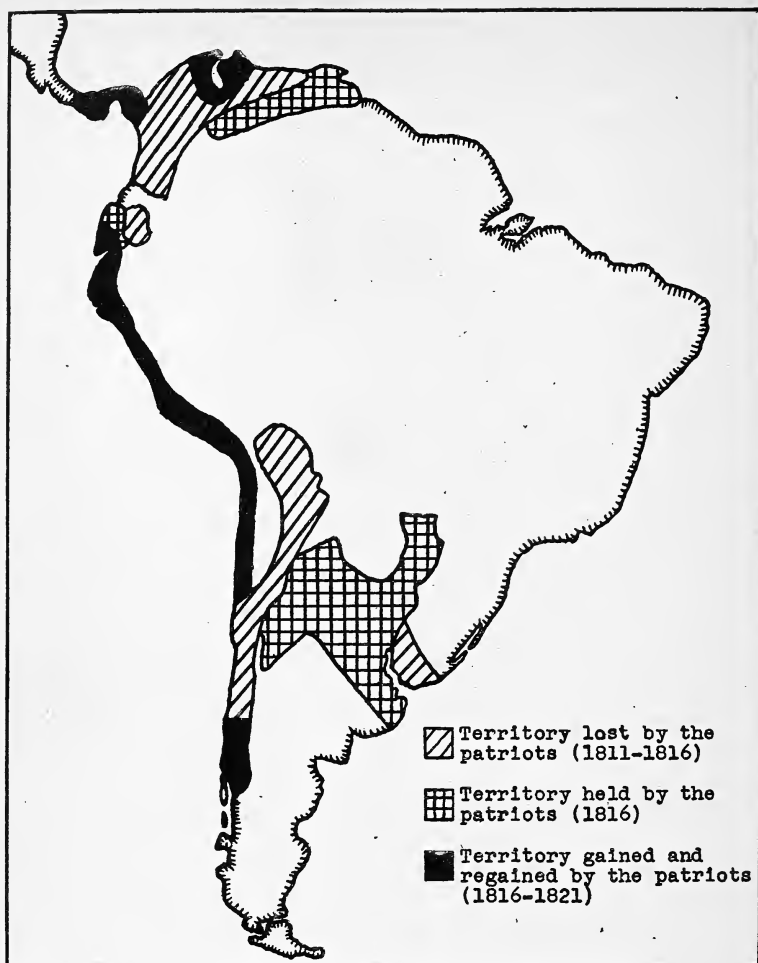 Territory lost by the
patriots (1811-1816)
Territory held by the
patriots (1816)
Territory gained and
regained by the patriots
(1816-1821)